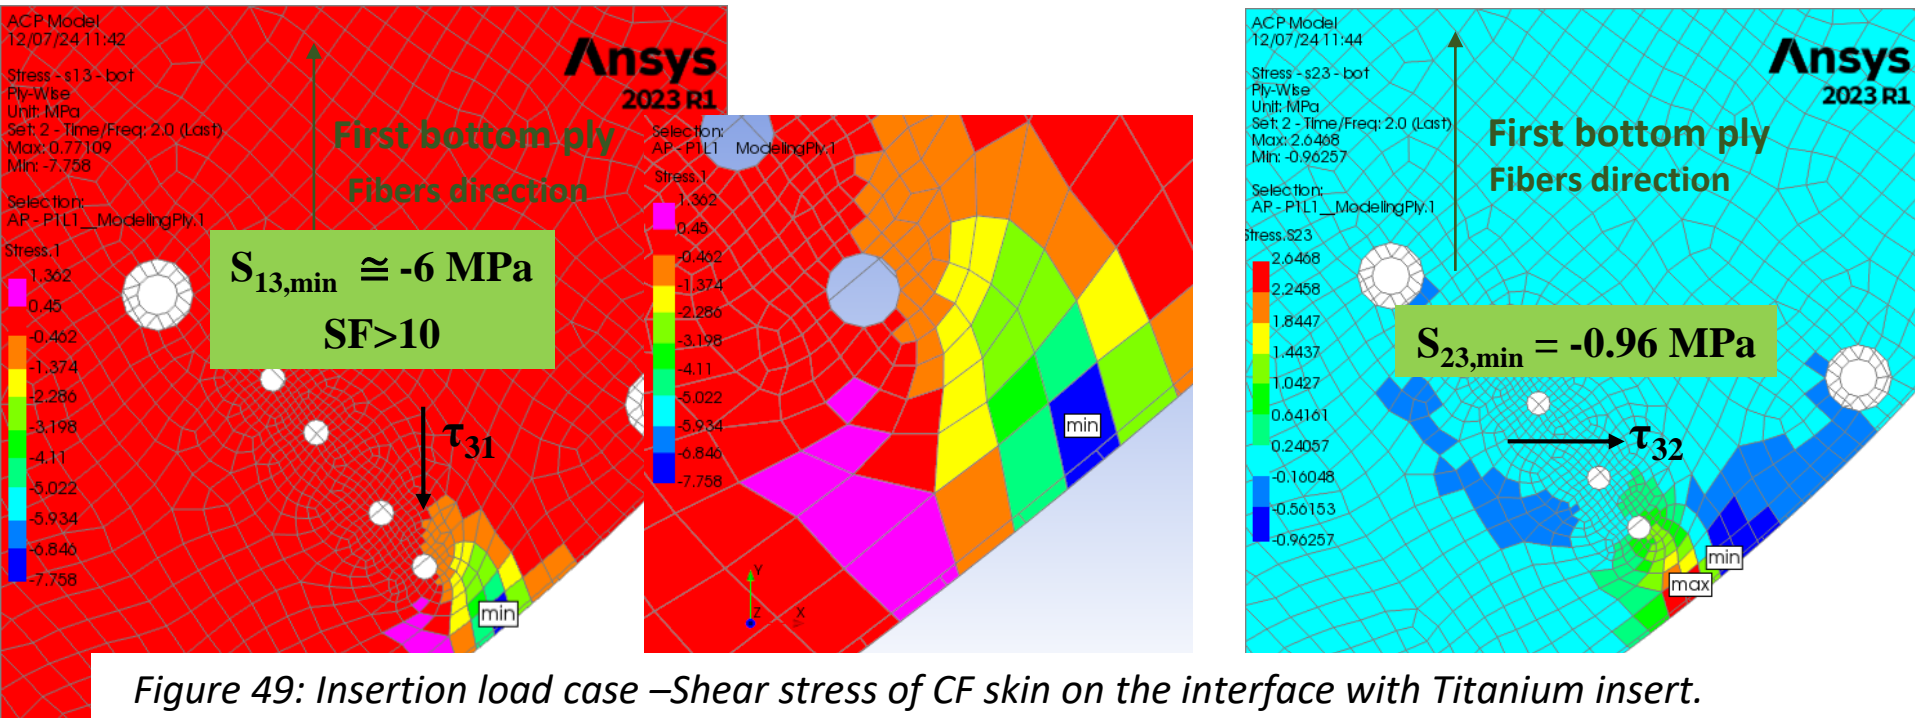 ACP Model
12/07/24 11:42
Stress - s13 - bot
Ply-Wise
Unit: MPa
Set: 2 - Time/Freq: 2.0 (Last)
Max: 0.77109
Min: -7.758
Selection:
AP - P1L1__ModelingPly.1
Stress.1
1.362
0.45
-0.462
-1.374
-2.286
-3.198
-4.11
-5.022
-5.934
-6.846
-7.758
Ansys
2023 R1
First bottom ply
Fibers direction
S13,min ≅ -6 MPa
SF>10
τ31
min
Selection:
AP - P1L1 ModelingPly.1
Stress.1
1.362
0.45
-0.462
-1.374
-2.286
-3.198
-4.11
-5.022
-5.934
-6.846
-7.758
min
Y
Z
X
ACP Model
12/07/24 11:44
Stress - s23 - bot
Ply-Wise
Unit: MPa
Set: 2 - Time/Freq: 2.0 (Last)
Max: 2.6468
Min: -0.96257
Selection:
AP - P1L1__ModelingPly.1
Stress.S23
2.6468
2.2458
1.8447
1.4437
1.0427
0.64161
0.24057
-0.16048
-0.56153
-0.96257
Ansys
2023 R1
First bottom ply
Fibers direction
S23,min = -0.96 MPa
τ32
min
max
Figure 49: Insertion load case –Shear stress of CF skin on the interface with Titanium insert.